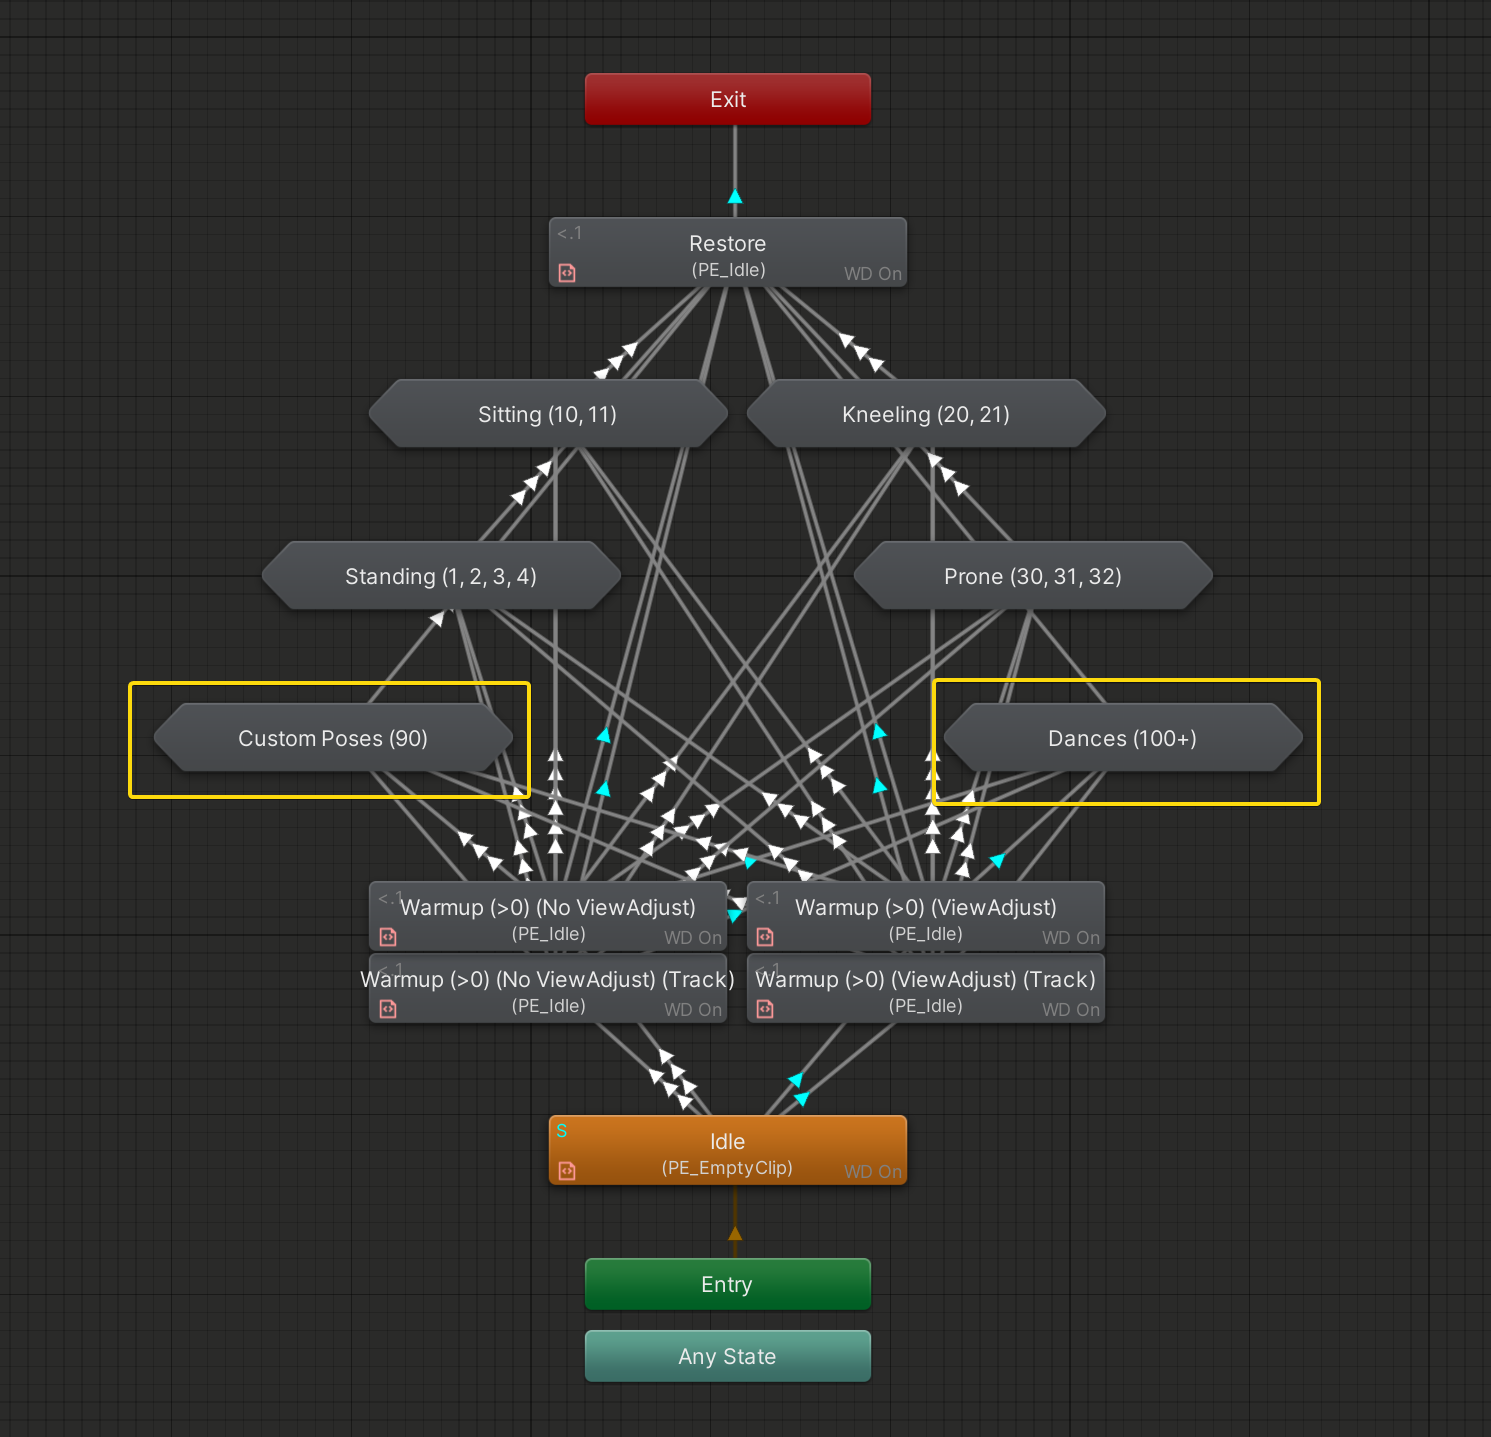 Exit
<.1
Restore
(PE_Idle)
WD On
Sitting (10, 11)
Kneeling (20, 21)
Standing (1, 2, 3, 4)
Prone (30, 31, 32)
Custom Poses (90)
Dances (100+)
<.1
Warmup (>0) (No ViewAdjust)
(PE_Idle)
WD On
<.1
Warmup (>0) (ViewAdjust)
(PE_Idle)
WD On
<.1
Warmup (>0) (No ViewAdjust) (Track)
(PE_Idle)
WD On
<.1
Warmup (>0) (ViewAdjust) (Track)
(PE_Idle)
WD On
S
Idle
(PE_EmptyClip)
WD On
Entry
Any State